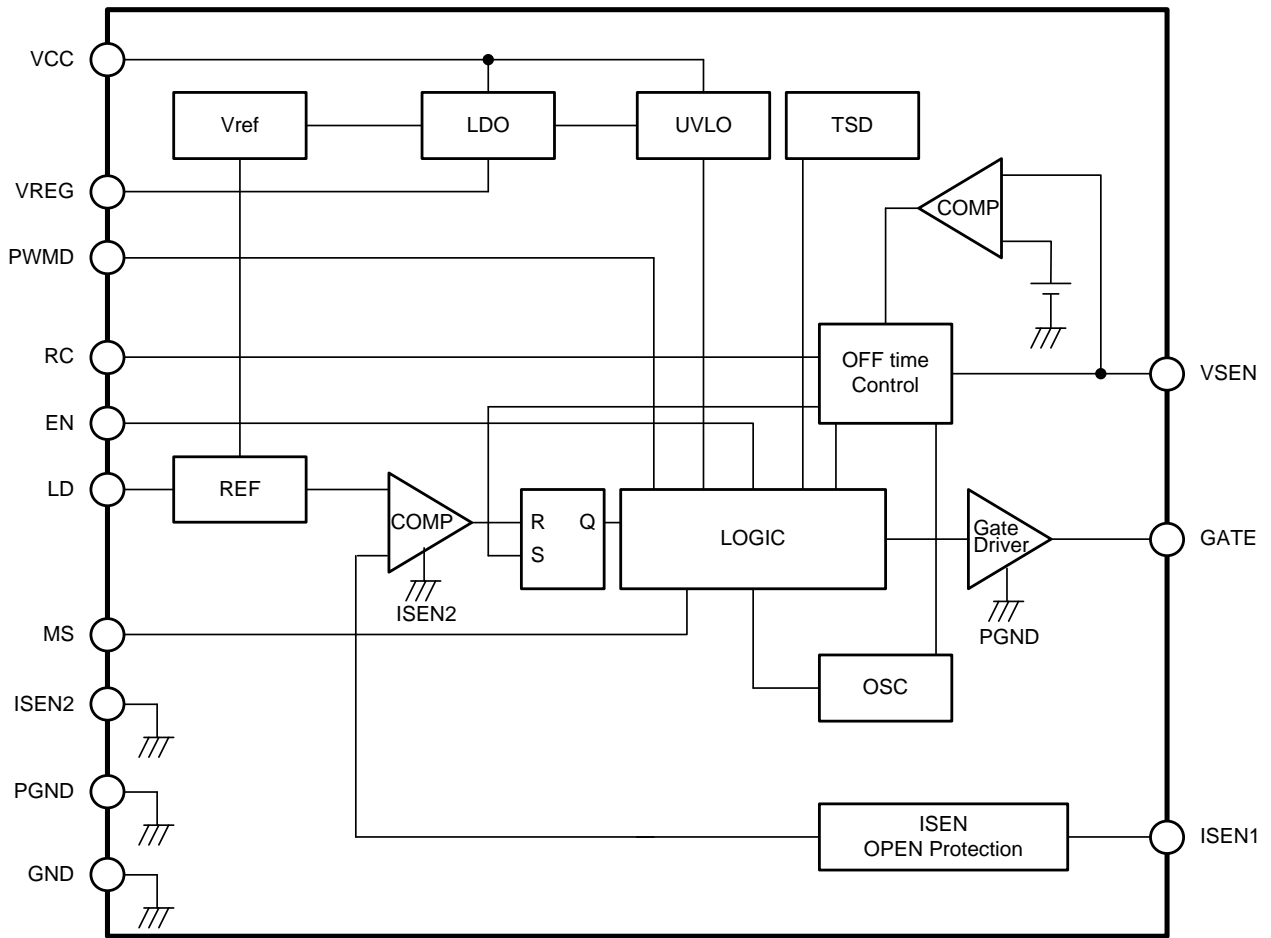 VCC
Vref
LDO
UVLO
TSD
VREG
COMP
PWMD
RC
OFF time
Control
VSEN
EN
LD
REF
COMP
R
Q
S
LOGIC
Gate
Driver
GATE
ISEN2
PGND
MS
OSC
ISEN2
PGND
ISEN
OPEN Protection
ISEN1
GND